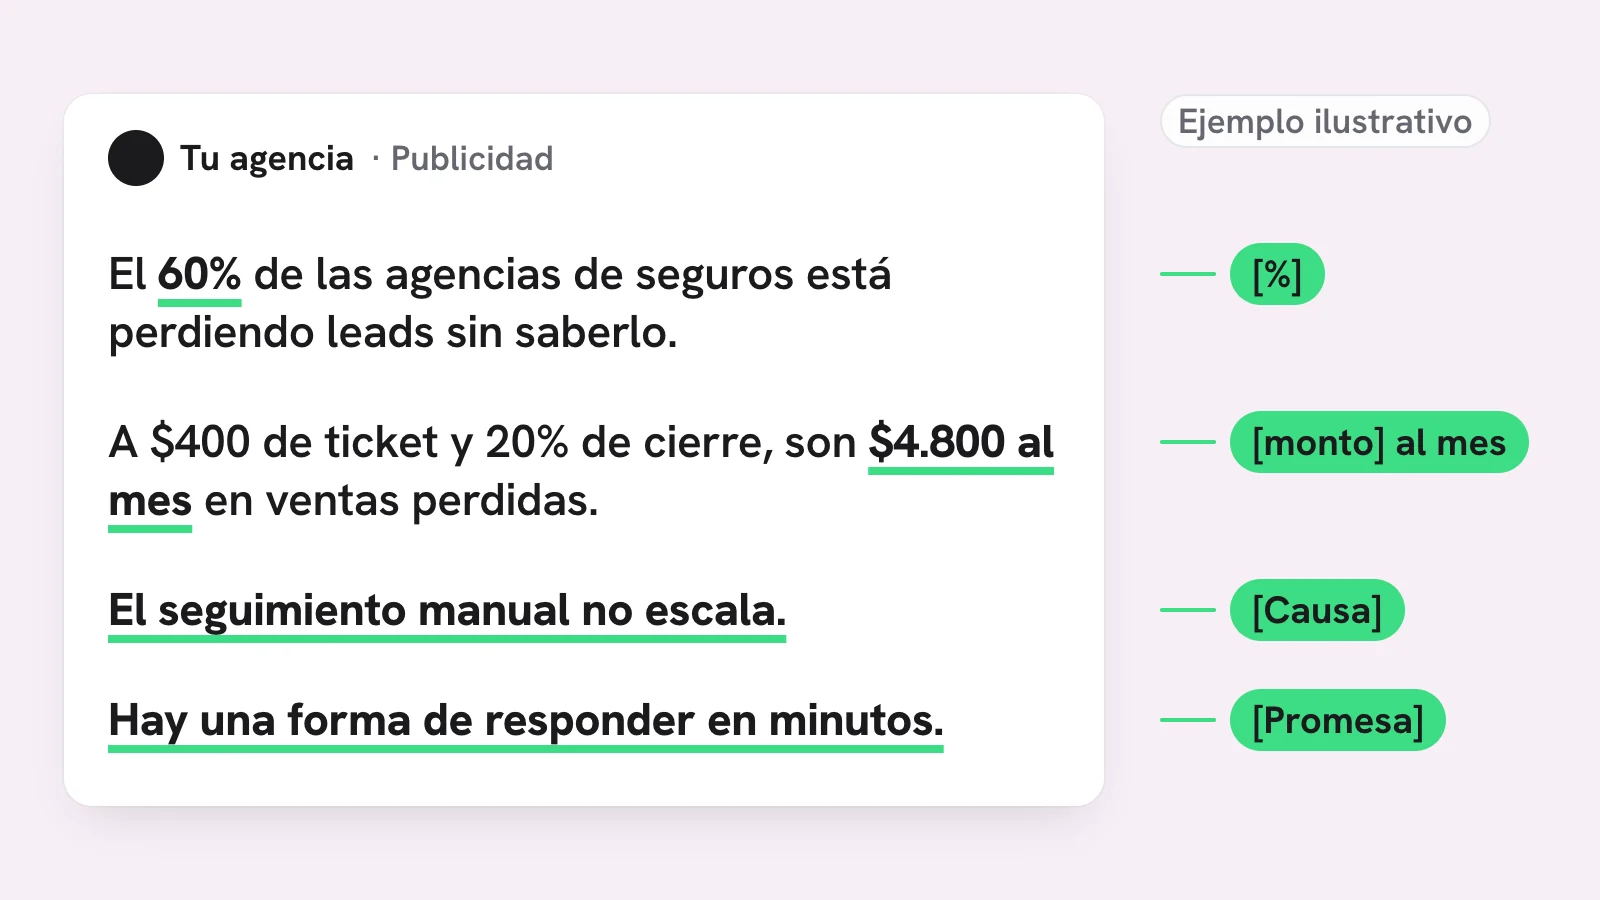 Tu agencia · Publicidad
Ejemplo ilustrativo
El 60% de las agencias de seguros está
perdiendo leads sin saberlo.
[%]
A $400 de ticket y 20% de cierre, son $4.800 al
mes en ventas perdidas.
[monto] al mes
El seguimiento manual no escala.
[Causa]
Hay una forma de responder en minutos.
[Promesa]